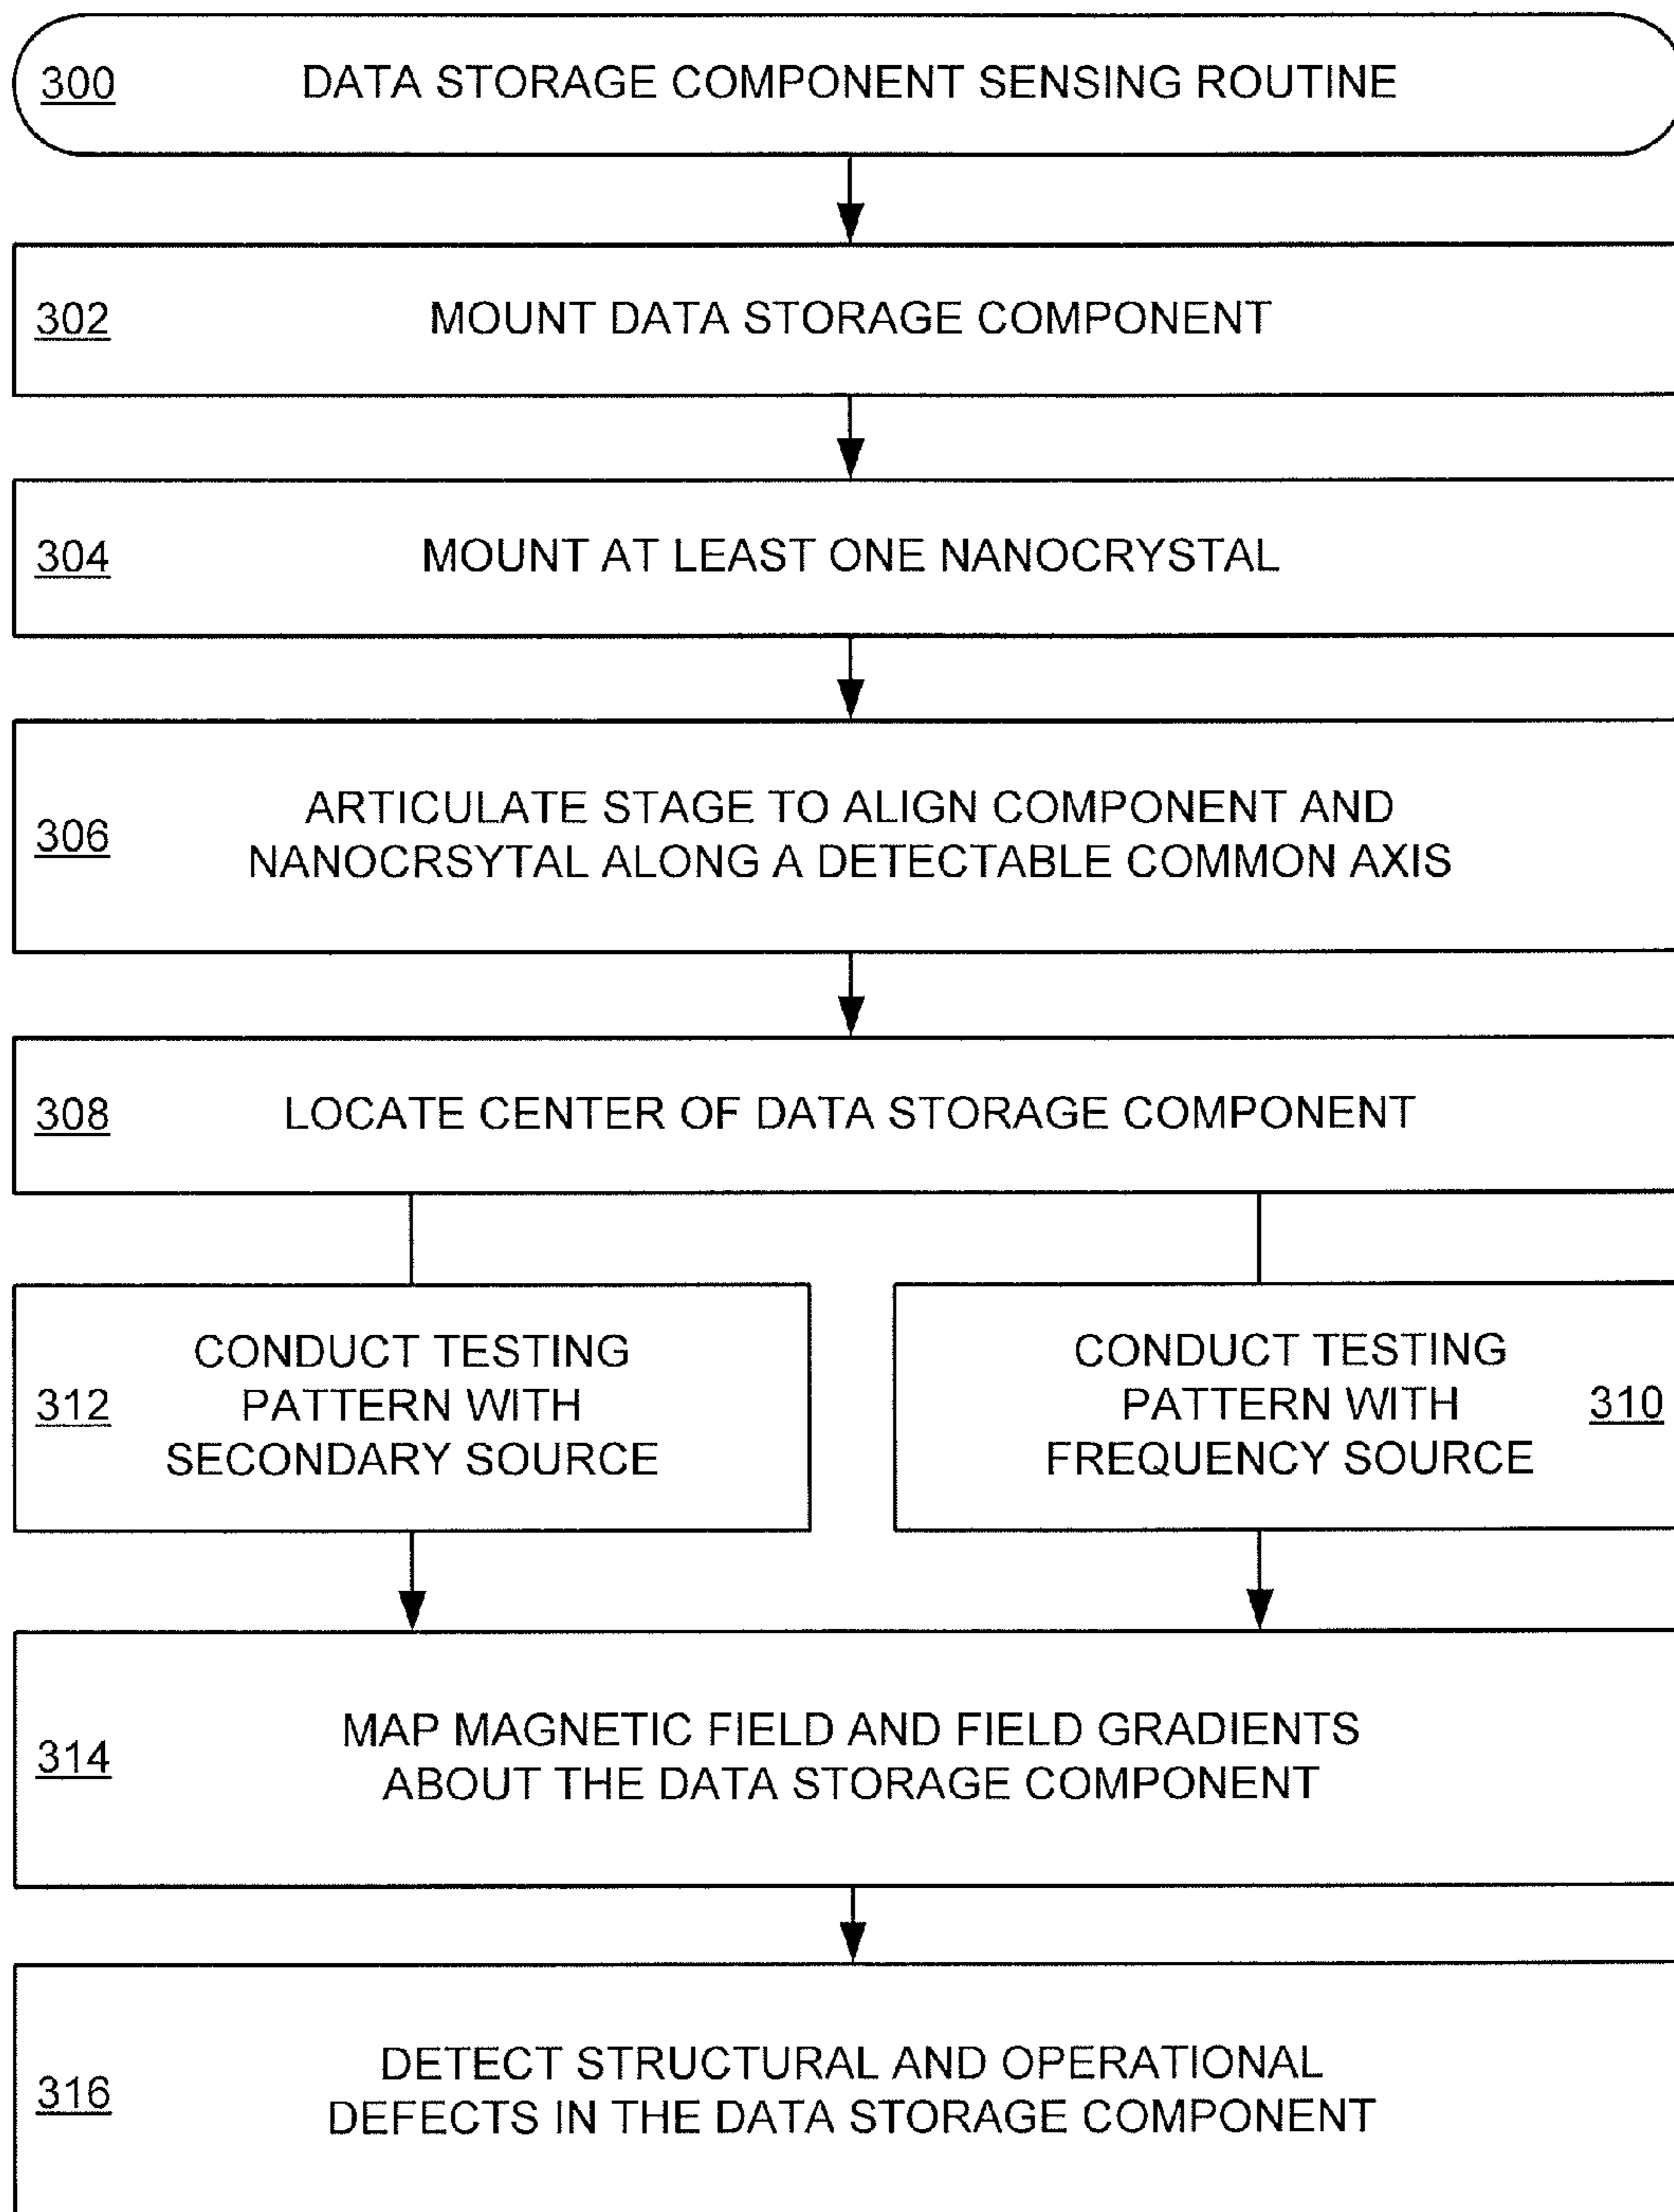 300 DATA STORAGE COMPONENT SENSING ROUTINE
302 MOUNT DATA STORAGE COMPONENT
304 MOUNT AT LEAST ONE NANOCRYSTAL
306
ARTICULATE STAGE TO ALIGN COMPONENT AND
NANOCRSYTAL ALONG A DETECTABLE COMMON AXIS
308 LOCATE CENTER OF DATA STORAGE COMPONENT
312
CONDUCT TESTING
PATTERN WITH
SECONDARY SOURCE
CONDUCT TESTING
PATTERN WITH
FREQUENCY SOURCE
310
314
MAP MAGNETIC FIELD AND FIELD GRADIENTS
ABOUT THE DATA STORAGE COMPONENT
316
DETECT STRUCTURAL AND OPERATIONAL
DEFECTS IN THE DATA STORAGE COMPONENT